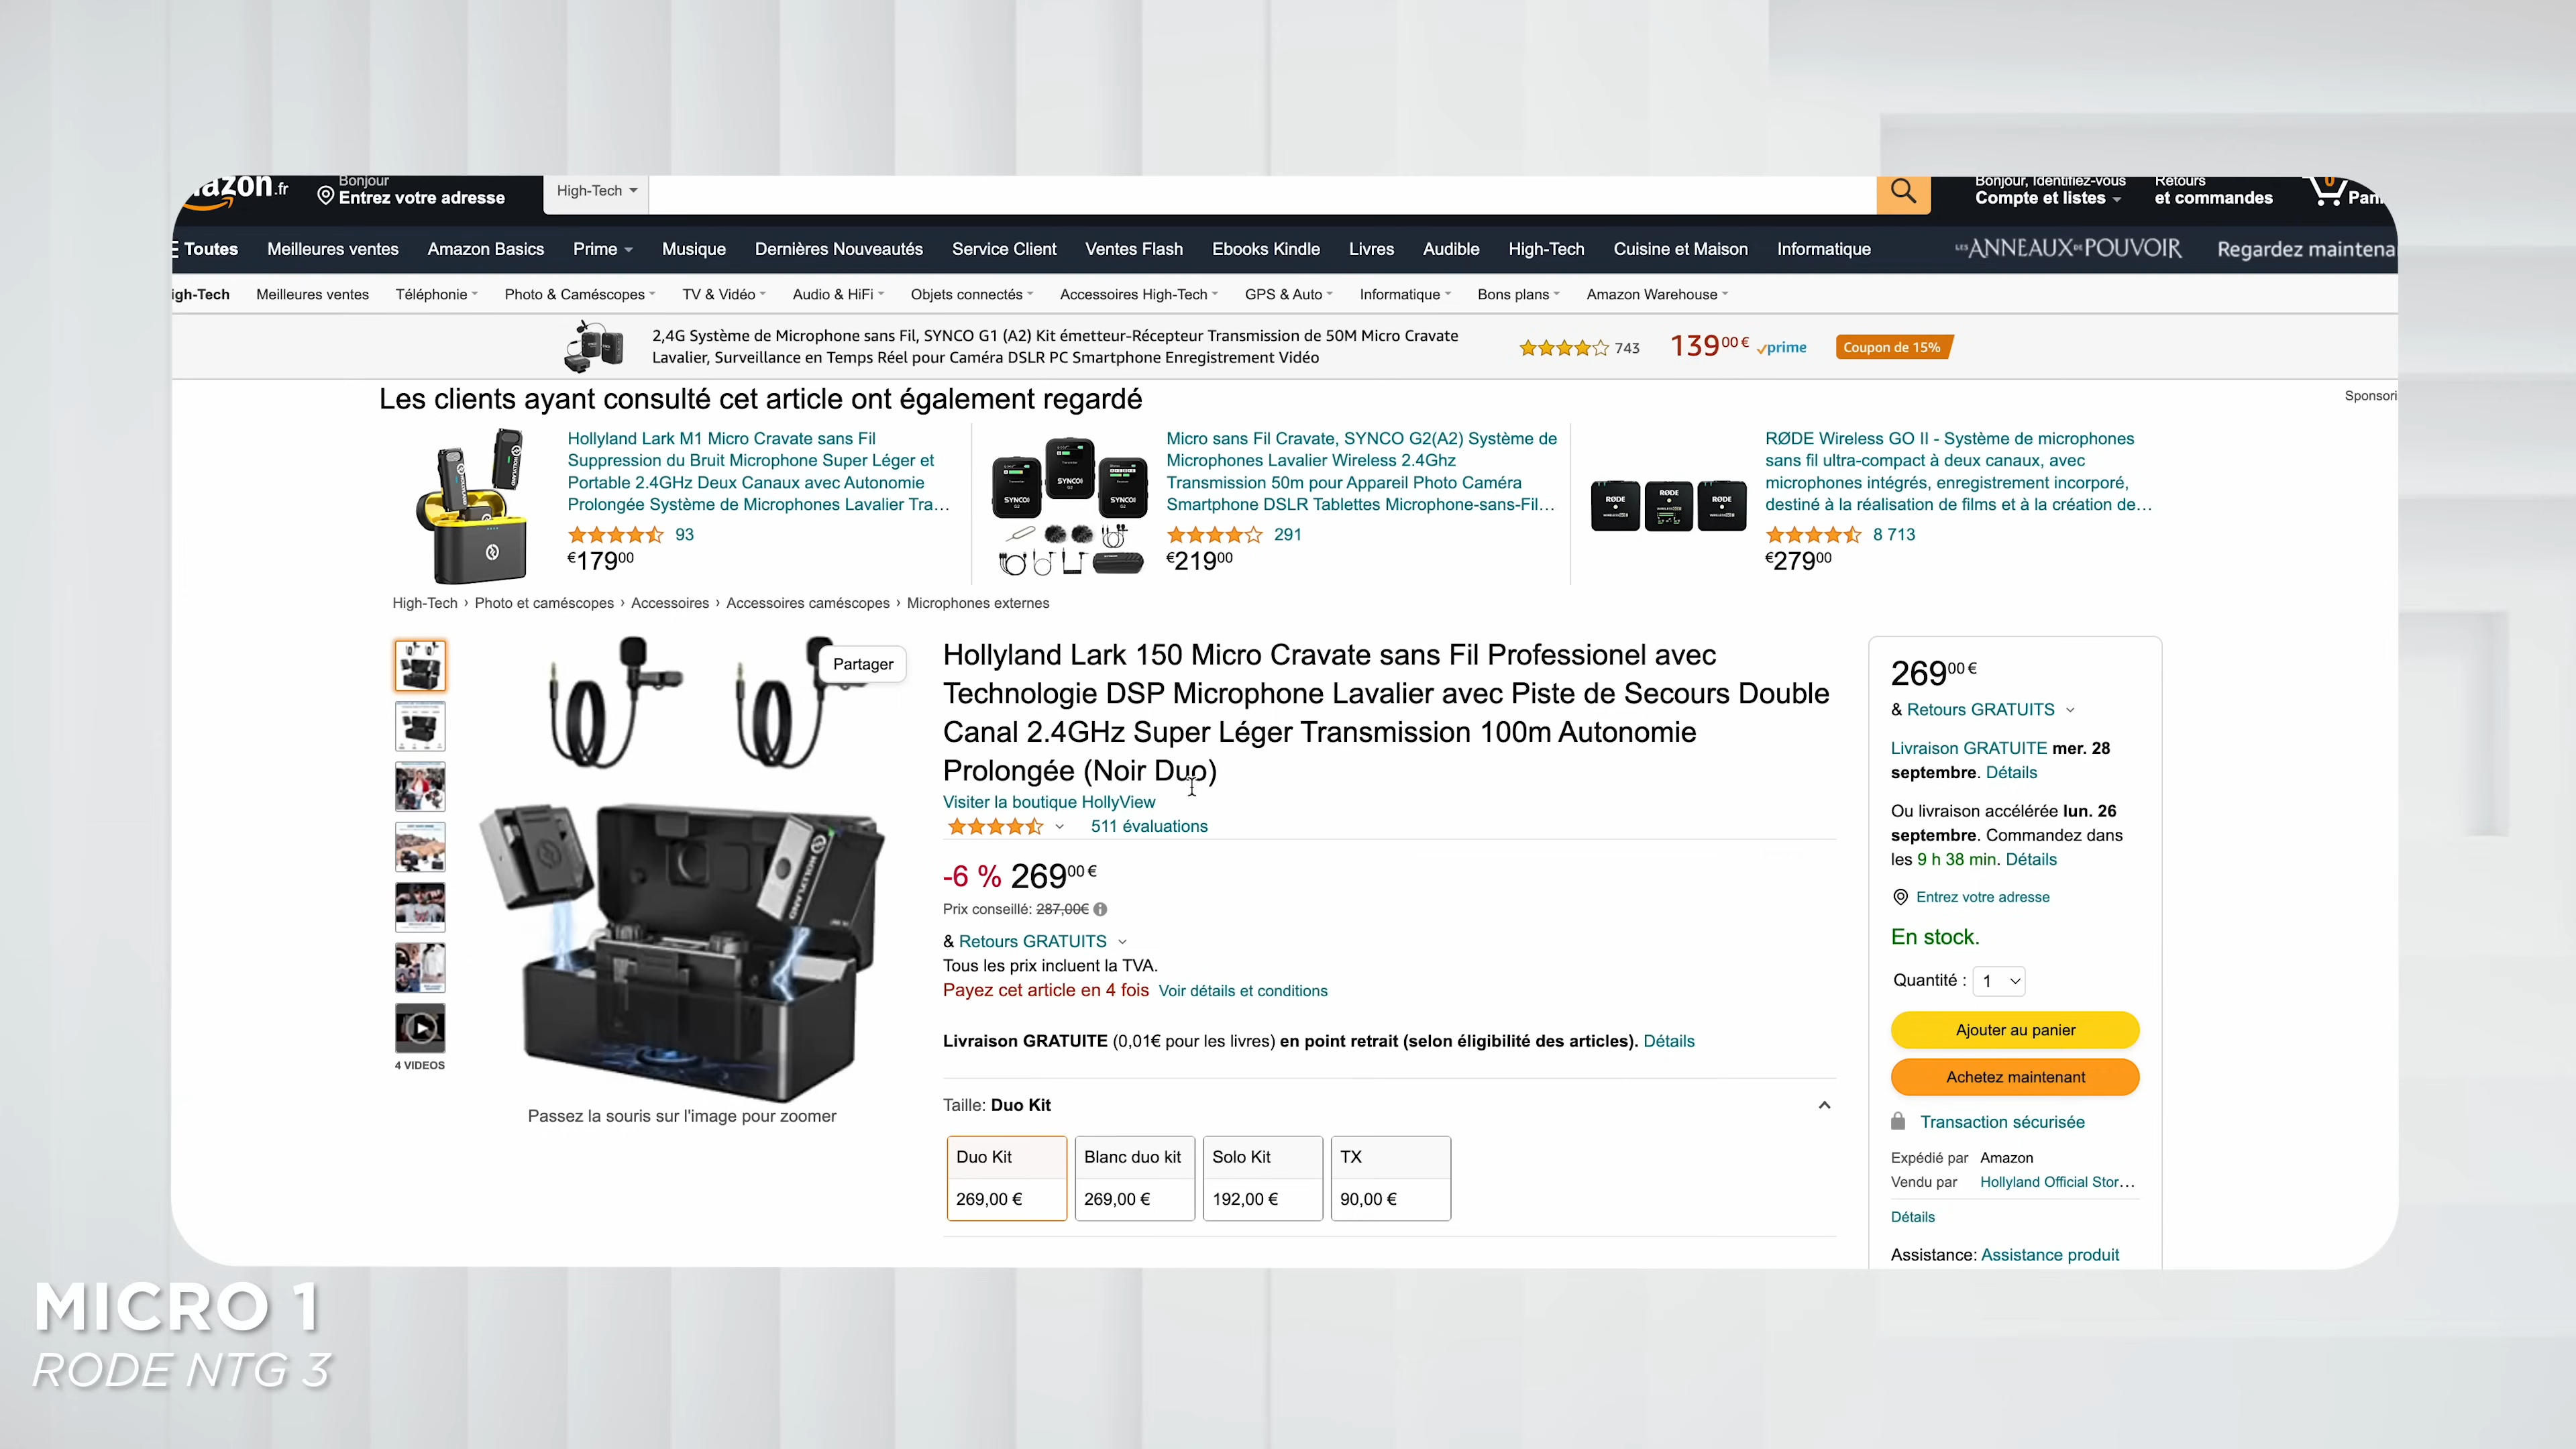 azon.fr
Bonjour
Entrez votre adresse
High-Tech
Bonjour, Identifiez-vous
Compte et listes
Retours
et commandes
0
Pan
Toutes
Meilleures ventes
Amazon Basics
Prime
Musique
Dernières Nouveautés
Service Client
Ventes Flash
Ebooks Kindle
Livres
Audible
High-Tech
Cuisine et Maison
Informatique
LES ANNEAUX DE POUVOIR
Regardez maintena
igh-Tech
Meilleures ventes
Téléphonie
Photo & Caméscopes
TV & Vidéo
Audio & HiFi
Objets connectés
Accessoires High-Tech
GPS & Auto
Informatique
Bons plans
Amazon Warehouse
2,4G Système de Microphone sans Fil, SYNCO G1 (A2) Kit émetteur-Récepteur Transmission de 50M Micro Cravate
Lavalier, Surveillance en Temps Réel pour Caméra DSLR PC Smartphone Enregistrement Vidéo
743
13900 €
prime
Coupon de 15%
Les clients ayant consulté cet article ont également regardé
Sponsori
Hollyland Lark M1 Micro Cravate sans Fil
Suppression du Bruit Microphone Super Léger et
Portable 2.4GHz Deux Canaux avec Autonomie
Prolongée Système de Microphones Lavalier Tra…
93
€17900
SYNCO
SYNCO
SYNCO
Micro sans Fil Cravate, SYNCO G2(A2) Système de
Microphones Lavalier Wireless 2.4Ghz
Transmission 50m pour Appareil Photo Caméra
Smartphone DSLR Tablettes Microphone-sans-Fil…
291
€21900
RØDE
RØDE
RØDE
RØDE Wireless GO II - Système de microphones
sans fil ultra-compact à deux canaux, avec
microphones intégrés, enregistrement incorporé,
destiné à la réalisation de films et à la création de…
8 713
€27900
High-Tech › Photo et caméscopes › Accessoires › Accessoires caméscopes › Microphones externes
Partager
HOLLYLAND
4 VIDEOS
Passez la souris sur l'image pour zoomer
Hollyland Lark 150 Micro Cravate sans Fil Professionel avec
Technologie DSP Microphone Lavalier avec Piste de Secours Double
Canal 2.4GHz Super Léger Transmission 100m Autonomie
Prolongée (Noir Duo)
Visiter la boutique HollyView
511 évaluations
-6 % 26900 €
Prix conseillé: 287,00€
& Retours GRATUITS
Tous les prix incluent la TVA.
Payez cet article en 4 fois Voir détails et conditions
Livraison GRATUITE (0,01€ pour les livres) en point retrait (selon éligibilité des articles). Détails
Taille: Duo Kit
Duo Kit
269,00 €
Blanc duo kit
269,00 €
Solo Kit
192,00 €
TX
90,00 €
26900 €
& Retours GRATUITS
Livraison GRATUITE mer. 28
septembre. Détails
Ou livraison accélérée lun. 26
septembre. Commandez dans
les 9 h 38 min. Détails
Entrez votre adresse
En stock.
Quantité : 1
Ajouter au panier
Achetez maintenant
Transaction sécurisée
Expédié par Amazon
Vendu par Hollyland Official Stor…
Détails
Assistance: Assistance produit
MICRO 1
RODE NTG 3